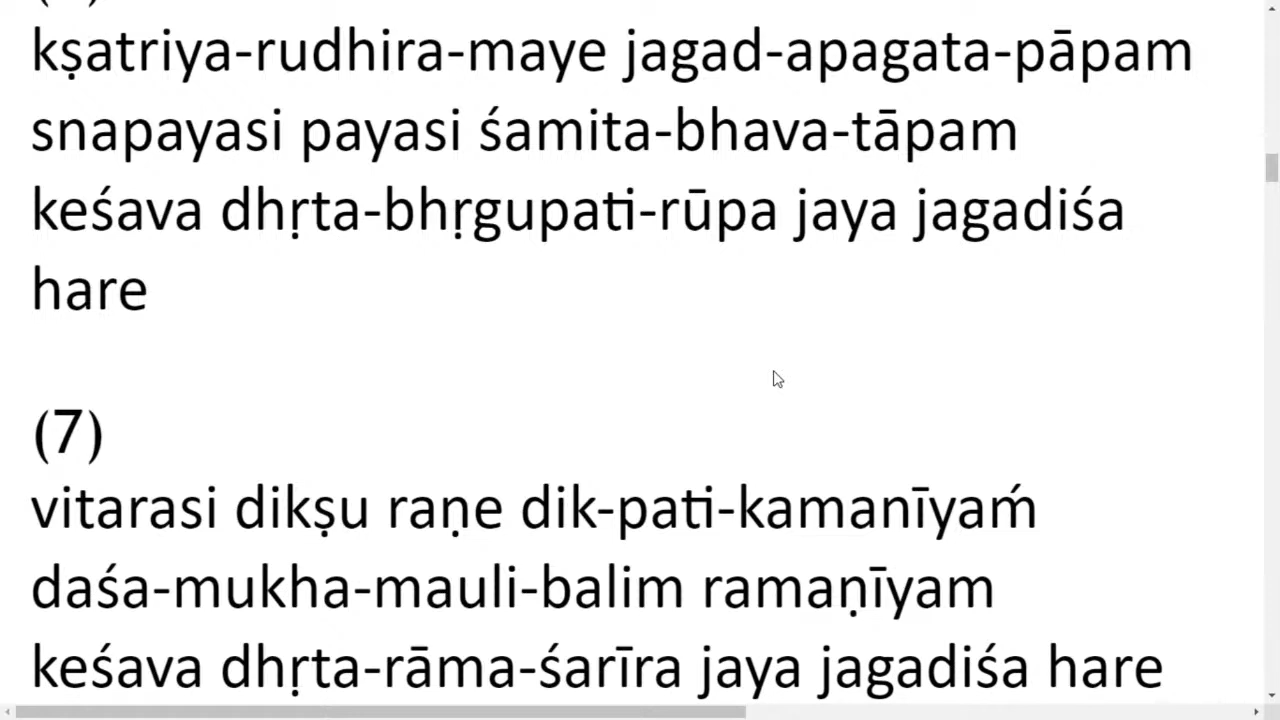 kṣatriya-rudhira-maye jagad-apagata-pāpam
snapayasi payasi śamita-bhava-tāpam
keśava dhṛta-bhṛgupati-rūpa jaya jagadiśa
hare
(7)
vitarasi dikṣu raṇe dik-pati-kamanīyaḿ
daśa-mukha-mauli-balim ramaṇīyam
keśava dhṛta-rāma-śarīra jaya jagadiśa hare